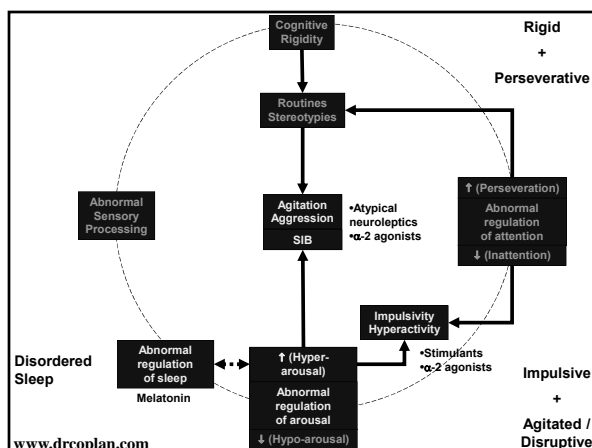 Cognitive
Rigidity
Rigid
+
Perseverative
Routines
Stereotypies
Abnormal
Sensory
Processing
Agitation
Aggression
SIB
•Atypical
neuroleptics
•α-2 agonists
↑ (Perseveration)
Abnormal
regulation
of attention
↓ (Inattention)
Impulsivity
Hyperactivity
•Stimulants
•α-2 agonists
Disordered
Sleep
Abnormal
regulation
of sleep
Melatonin
↑ (Hyper-
arousal)
Abnormal
regulation
of arousal
↓ (Hypo-arousal)
Impulsive
+
Agitated /
Disruptive
www.drcoplan.com